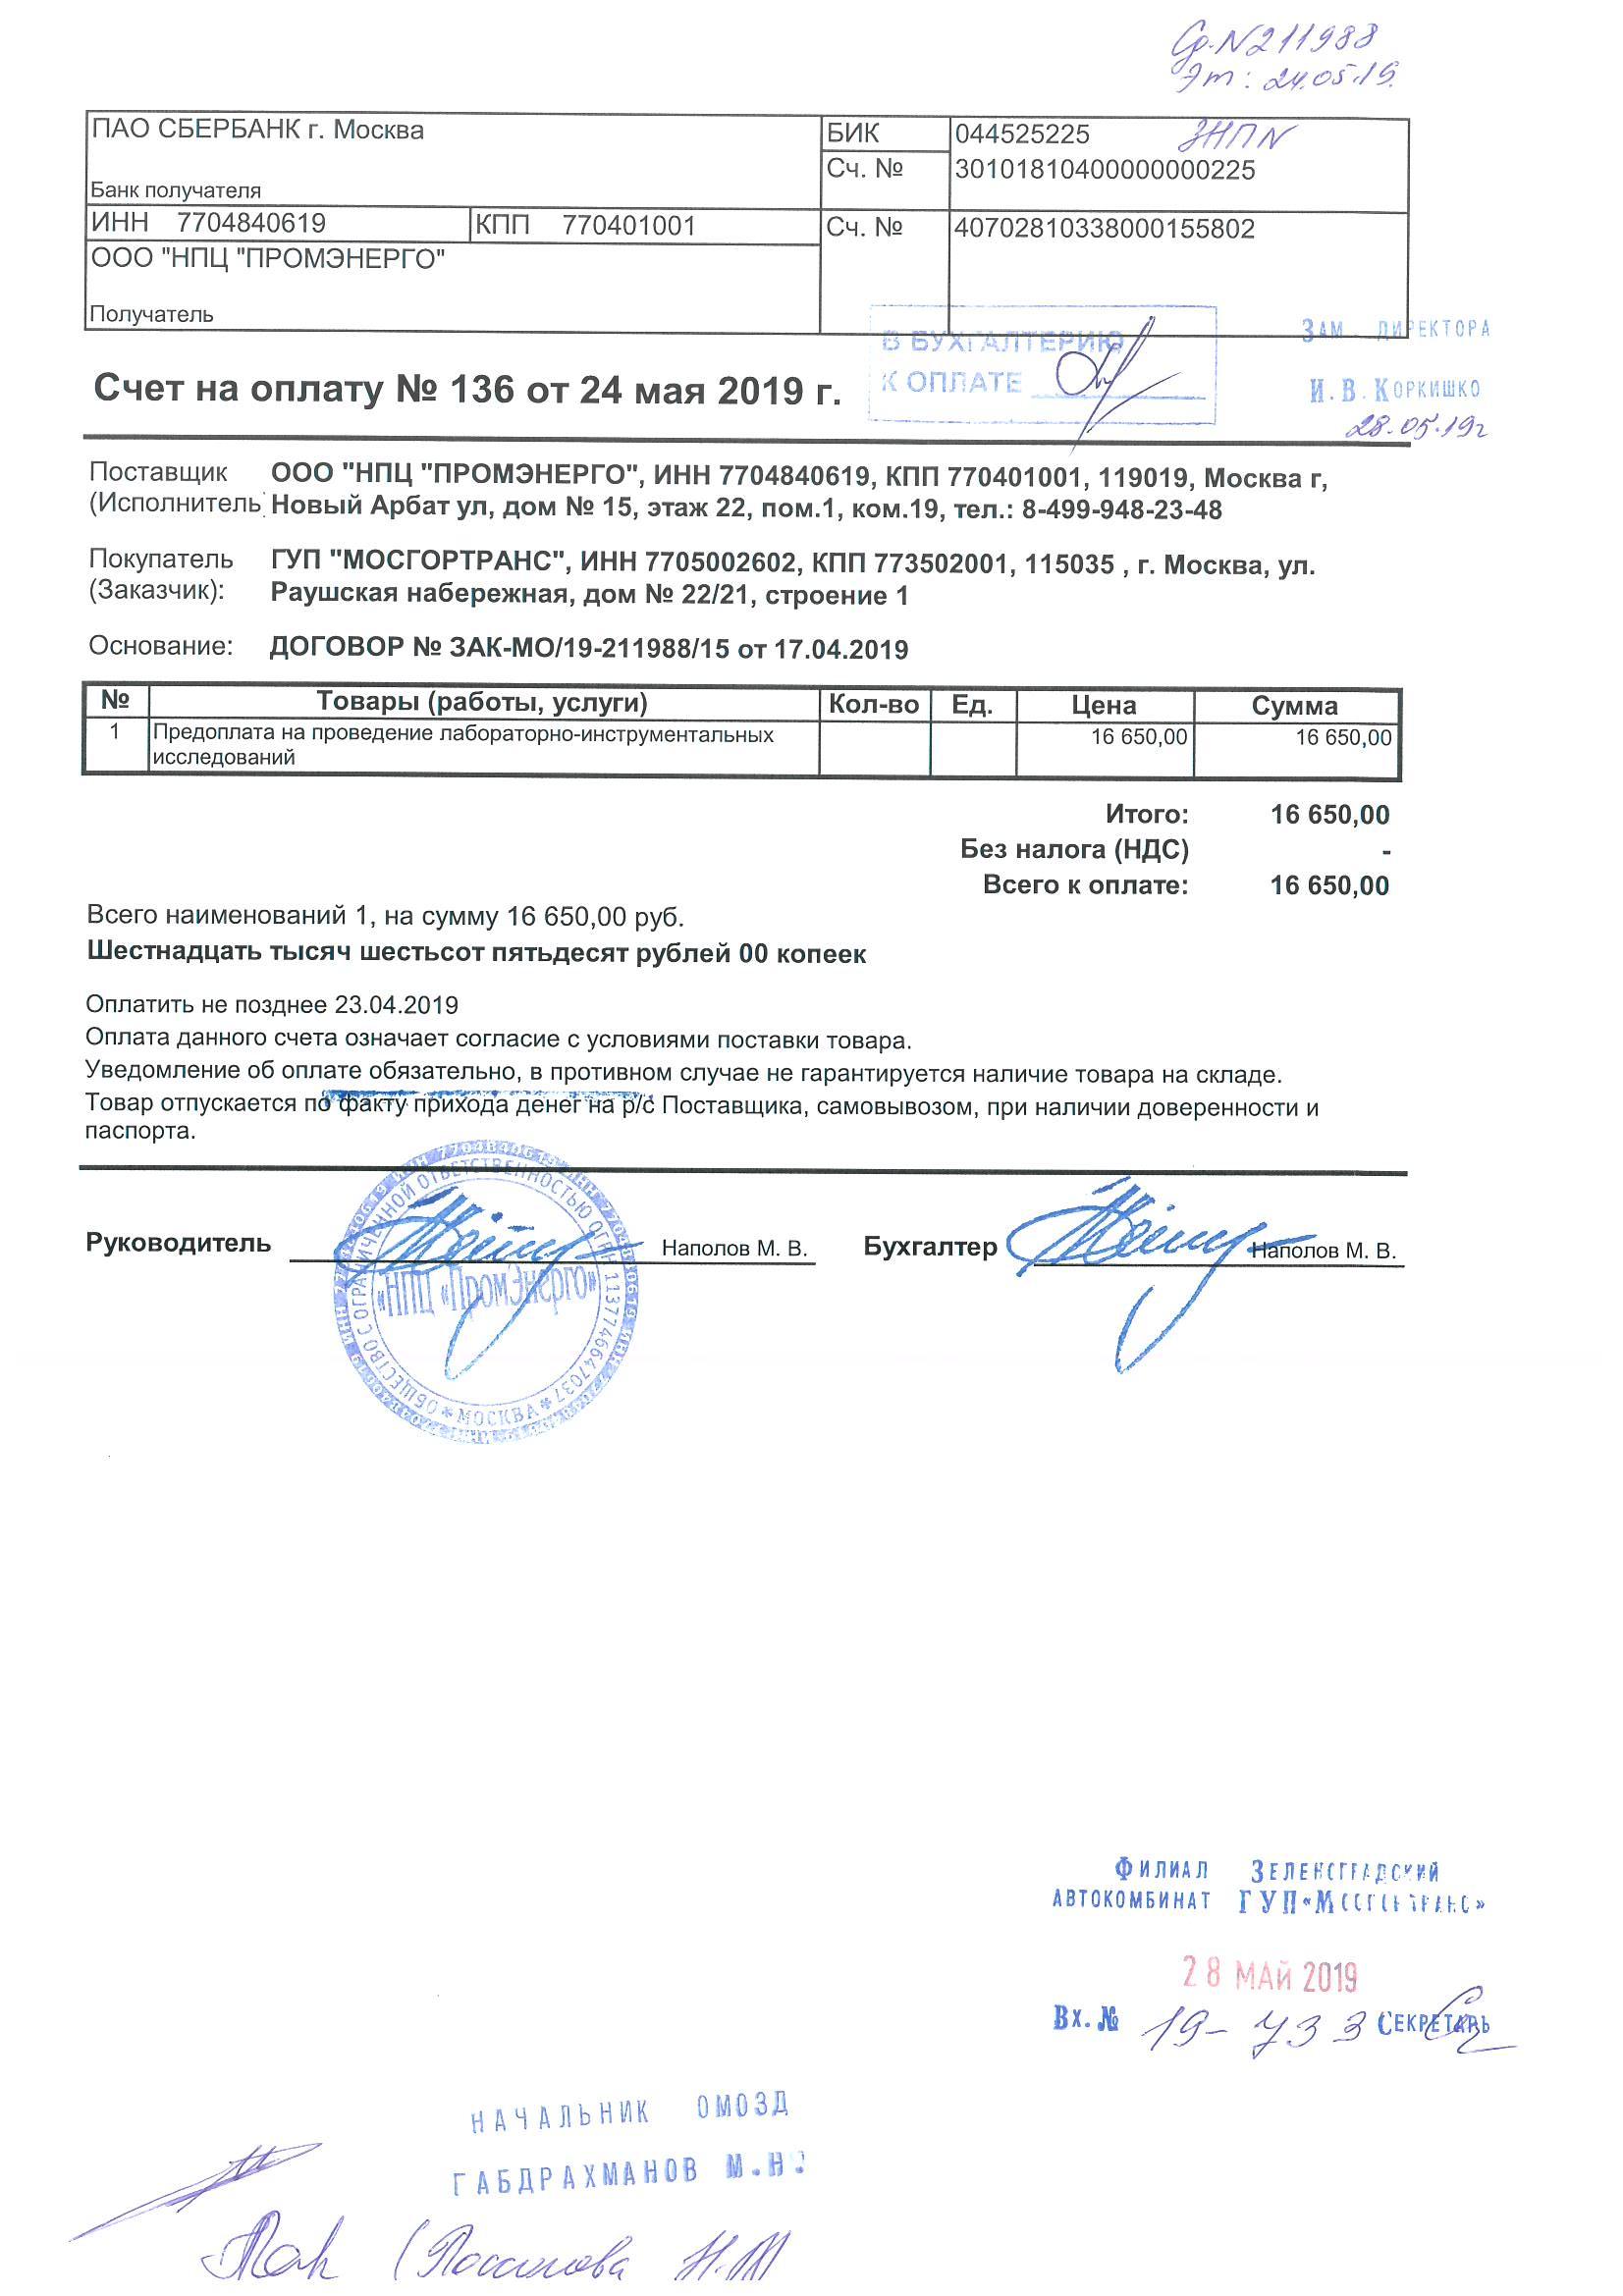 Ср.№211988
Эт: 24.05.19.
ЗНПN
ПАО СБЕРБАНК г. Москва
БИК 044525225
Сч. № 30101810400000000225
Банк получателя
ИНН 7704840619 КПП 770401001 Сч. № 40702810338000155802
ООО "НПЦ "ПРОМЭНЕРГО"
Получатель
В БУХГАЛТЕРИЮ
К ОПЛАТЕ
ЗАМ. ДИРЕКТОРА
И.В. КОРКИШКО
28.05.19г
Счет на оплату № 136 от 24 мая 2019 г.
Поставщик ООО "НПЦ "ПРОМЭНЕРГО", ИНН 7704840619, КПП 770401001, 119019, Москва г,
(Исполнитель) Новый Арбат ул, дом № 15, этаж 22, пом.1, ком.19, тел.: 8-499-948-23-48
Покупатель ГУП "МОСГОРТРАНС", ИНН 7705002602, КПП 773502001, 115035 , г. Москва, ул.
(Заказчик): Раушская набережная, дом № 22/21, строение 1
Основание: ДОГОВОР № ЗАК-МО/19-211988/15 от 17.04.2019
№ Товары (работы, услуги) Кол-во Ед. Цена Сумма
1 Предоплата на проведение лабораторно-инструментальных 16 650,00 16 650,00
исследований
Итого: 16 650,00
Без налога (НДС) -
Всего к оплате: 16 650,00
Всего наименований 1, на сумму 16 650,00 руб.
Шестнадцать тысяч шестьсот пятьдесят рублей 00 копеек
Оплатить не позднее 23.04.2019
Оплата данного счета означает согласие с условиями поставки товара.
Уведомление об оплате обязательно, в противном случае не гарантируется наличие товара на складе.
Товар отпускается по факту прихода денег на р/с Поставщика, самовывозом, при наличии доверенности и
паспорта.
Руководитель Наполов М. В. Бухгалтер Наполов М. В.
ОБЩЕСТВО С ОГРАНИЧЕННОЙ ОТВЕТСТВЕННОСТЬЮ ОГРН 1137746647037
«НПЦ «ПромЭнерго»
* МОСКВА *
ФИЛИАЛ ЗЕЛЕНОГРАДСКИЙ
АВТОКОМБИНАТ ГУП«МОСГОРТРАНС»
28 МАЙ 2019
Вх. № 19-733 СЕКРЕТАРЬ
НАЧАЛЬНИК ОМОЗД
ГАБДРАХМАНОВ М.Н.